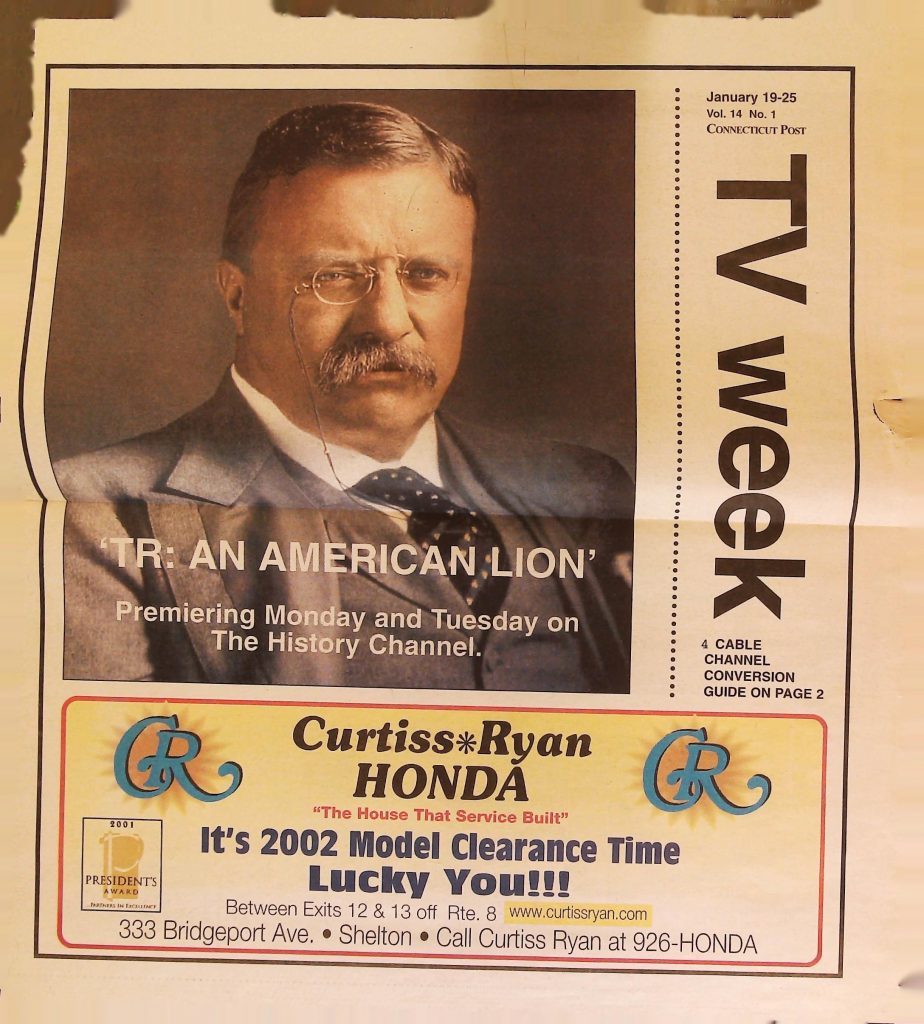 January 19-25
Vol. 14 No. 1
CONNECTICUT POST
TV week
4 CABLE
CHANNEL
CONVERSION
GUIDE ON PAGE 2
'TR: AN AMERICAN LION'
Premiering Monday and Tuesday on
The History Channel.
CR
Curtiss*Ryan
HONDA
CR
"The House That Service Built"
2001
PRESIDENT'S
AWARD
PARTNERS IN EXCELLENCE
It's 2002 Model Clearance Time
Lucky You!!!
Between Exits 12 & 13 off Rte. 8 www.curtissryan.com
333 Bridgeport Ave. • Shelton • Call Curtiss Ryan at 926-HONDA